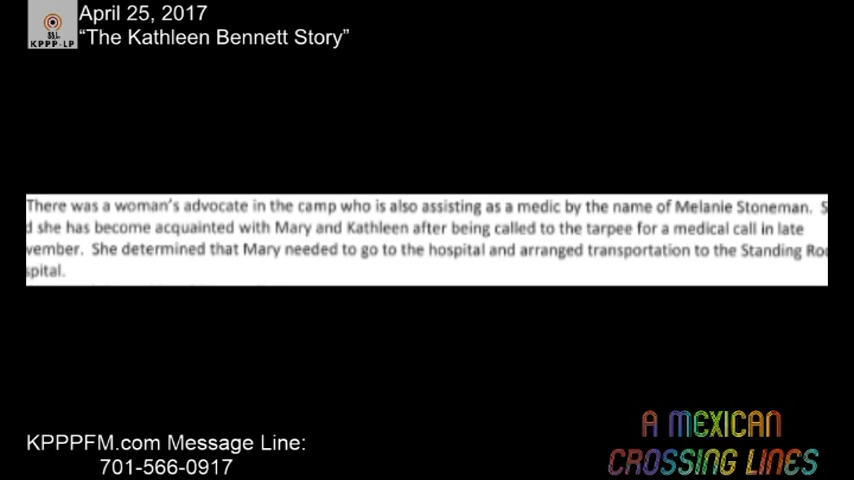 April 25, 2017
“The Kathleen Bennett Story”
KPPP-LP
There was a woman's advocate in the camp who is also assisting as a medic by the name of Melanie Stoneman. S
d she has become acquainted with Mary and Kathleen after being called to the tarpee for a medical call in late
vember. She determined that Mary needed to go to the hospital and arranged transportation to the Standing Ro
spital.
A MEXICAN
CROSSING LINES
KPPPFM.com Message Line:
701-566-0917